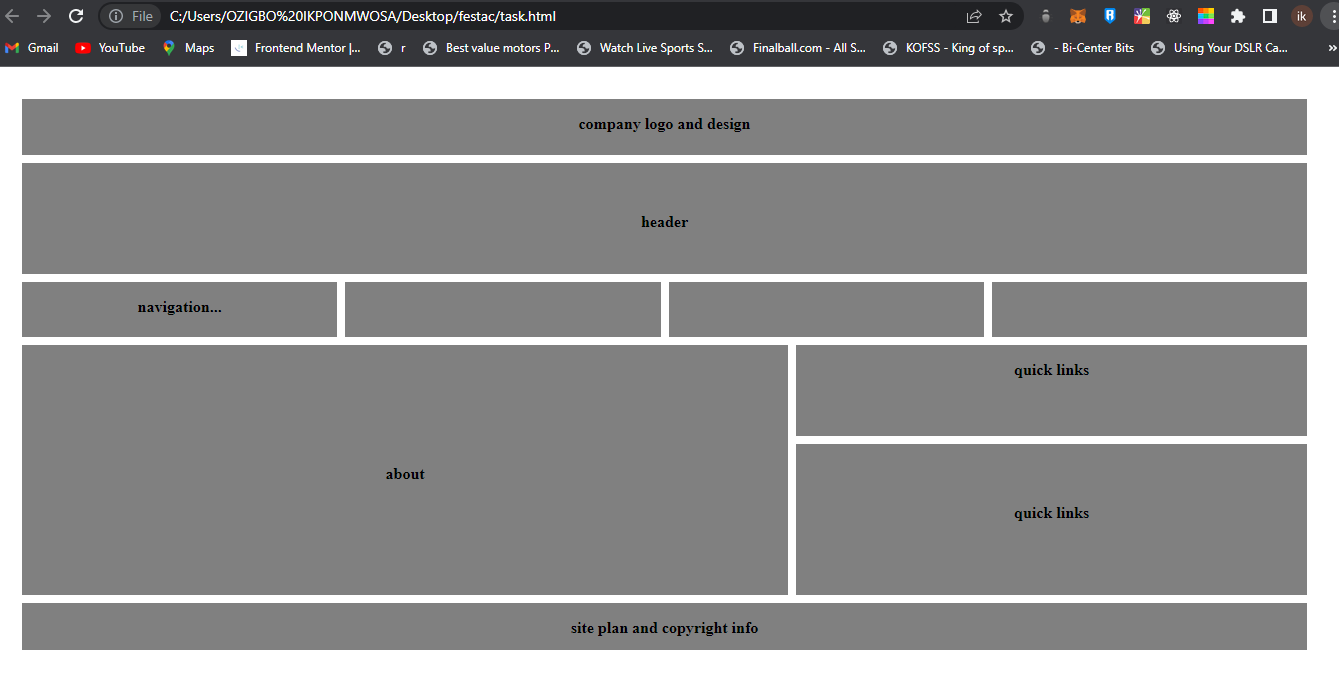 File C:/Users/OZIGBO%20IKPONMWOSA/Desktop/festac/task.html ik
Gmail YouTube Maps Frontend Mentor |... r Best value motors P... Watch Live Sports S... Finalball.com - All S... KOFSS - King of sp... - Bi-Center Bits Using Your DSLR Ca... »
company logo and design
header
navigation...
about
quick links
quick links
site plan and copyright info